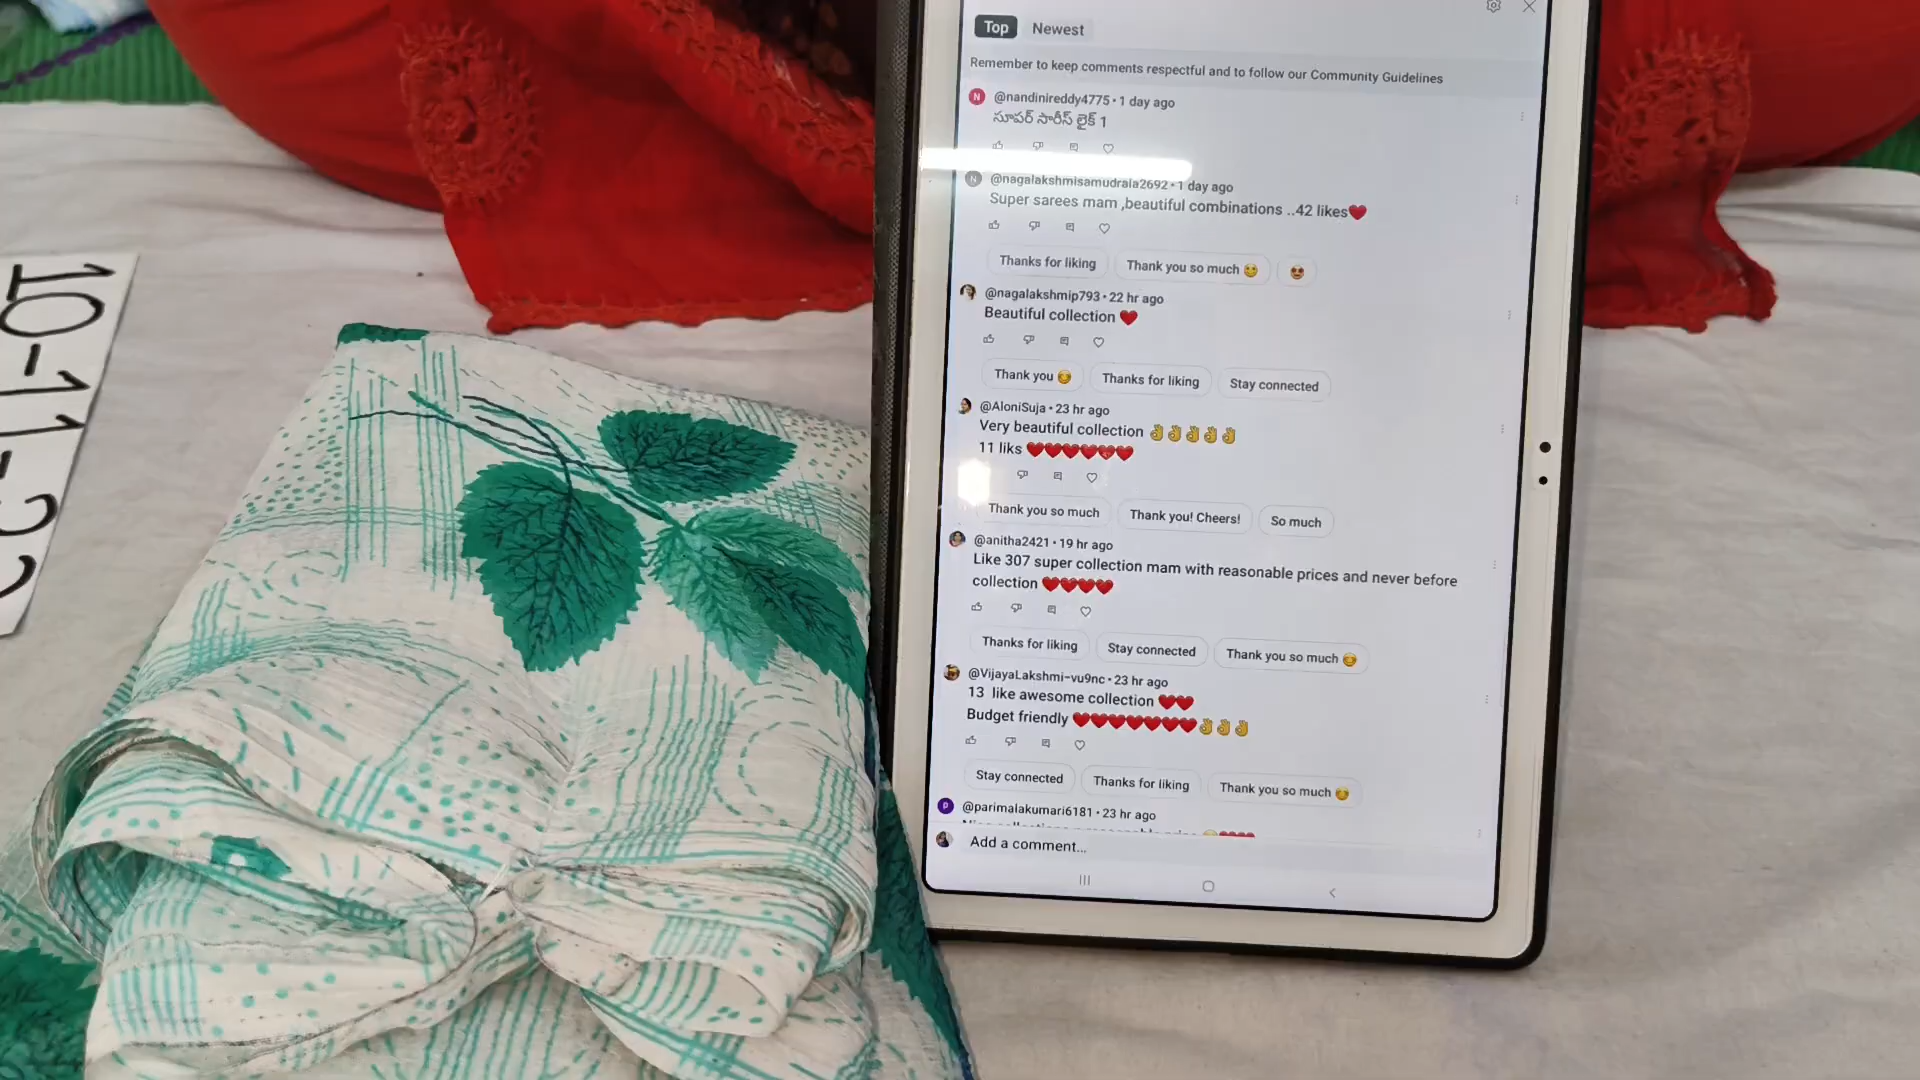 10-11-23
Top Newest
Remember to keep comments respectful and to follow our Community Guidelines
N @nandinireddy4775 • 1 day ago
సూపర్ సారీస్ లైక్ 1
N @nagalakshmisamudrala2692 • 1 day ago
Super sarees mam ,beautiful combinations ..42 likes❤️
Thanks for liking Thank you so much 😊 😍
@nagalakshmip793 • 22 hr ago
Beautiful collection ❤️
Thank you 😊 Thanks for liking Stay connected
@AloniSuja • 23 hr ago
Very beautiful collection 👌👌👌👌👌
11 liks ❤️❤️❤️❤️❤️❤️
Thank you so much Thank you! Cheers! So much
@anitha2421 • 19 hr ago
Like 307 super collection mam with reasonable prices and never before
collection ❤️❤️❤️❤️
Thanks for liking Stay connected Thank you so much 😊
@VijayaLakshmi-vu9nc • 23 hr ago
13 like awesome collection ❤️❤️
Budget friendly ❤️❤️❤️❤️❤️❤️❤️👌👌👌
Stay connected Thanks for liking Thank you so much 😊
P @parimalakumari6181 • 23 hr ago
Add a comment...